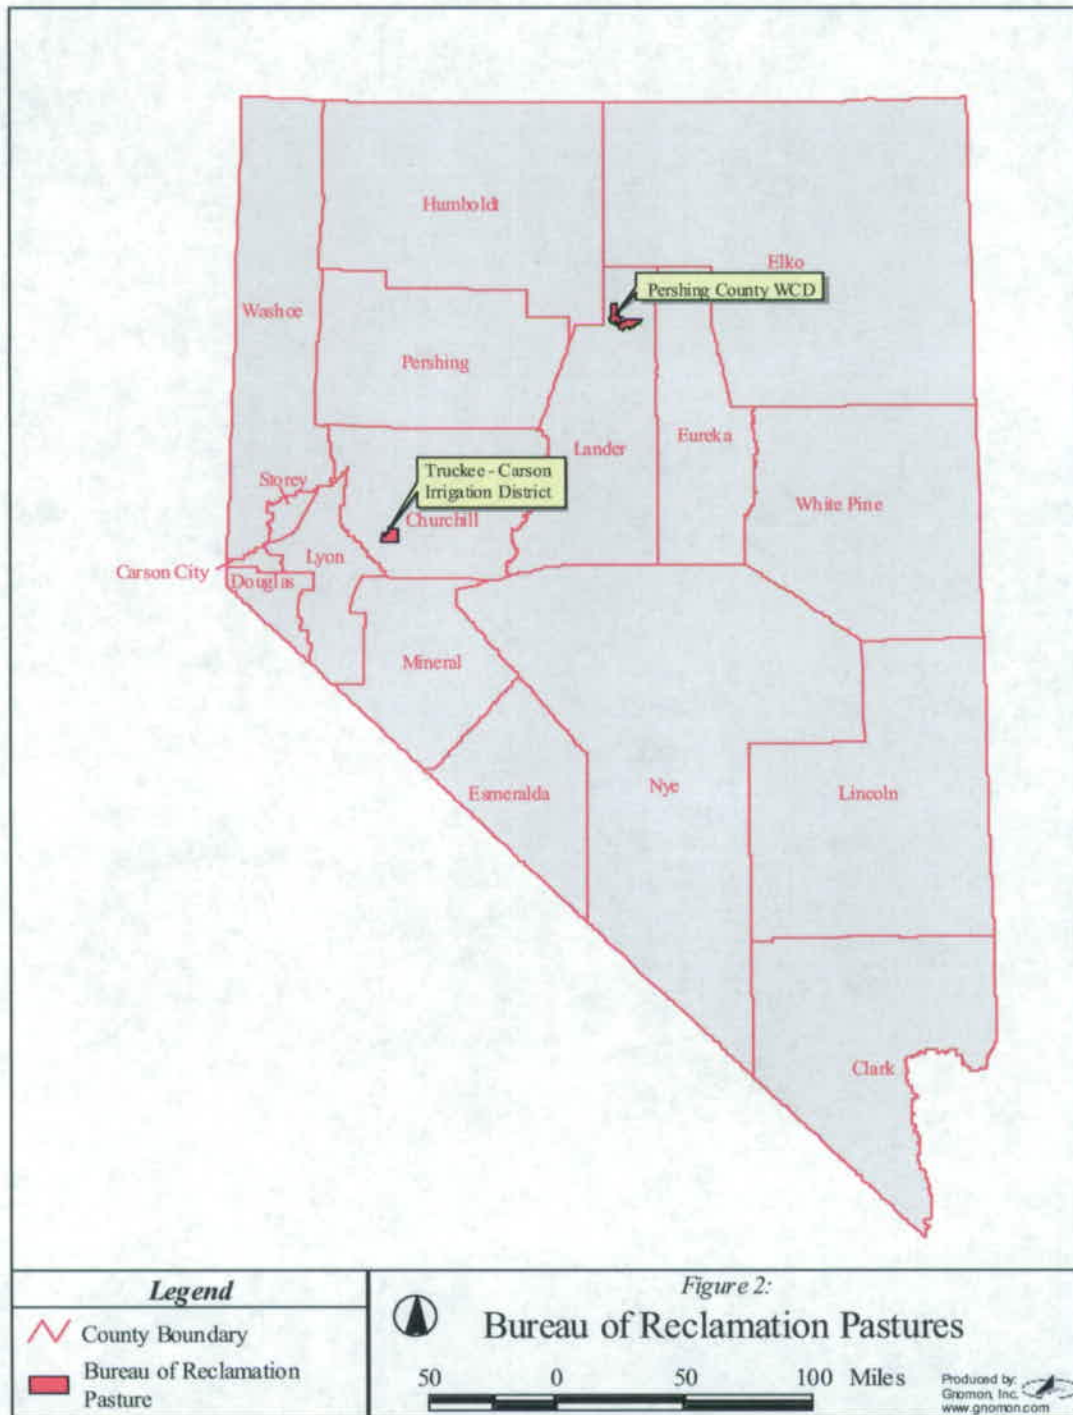 Humboldt
Elko
Pershing County WCD
Washoe
Pershing
Eureka
Lander
Truckee - Carson
Irrigation District
Storey
White Pine
Churchill
Lyon
Carson City
Douglas
Mineral
Nye
Esmeralda
Lincoln
Clark
Legend
County Boundary
Bureau of Reclamation
Pasture
Figure 2:
Bureau of Reclamation Pastures
50 0 50 100 Miles
Produced by:
Gnomon, Inc.
www.gnomon.com